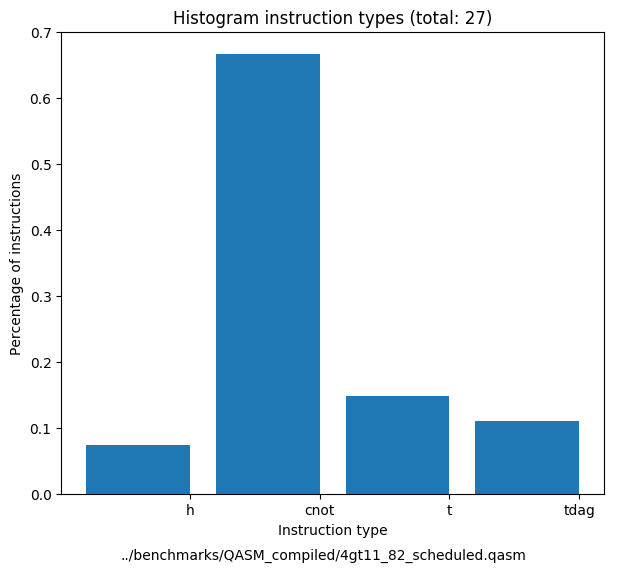 Histogram instruction types (total: 27)
0.7
0.6
0.5
0.4
0.3
0.2
0.1
0.0
Percentage of instructions
h cnot t tdag
Instruction type
../benchmarks/QASM_compiled/4gt11_82_scheduled.qasm